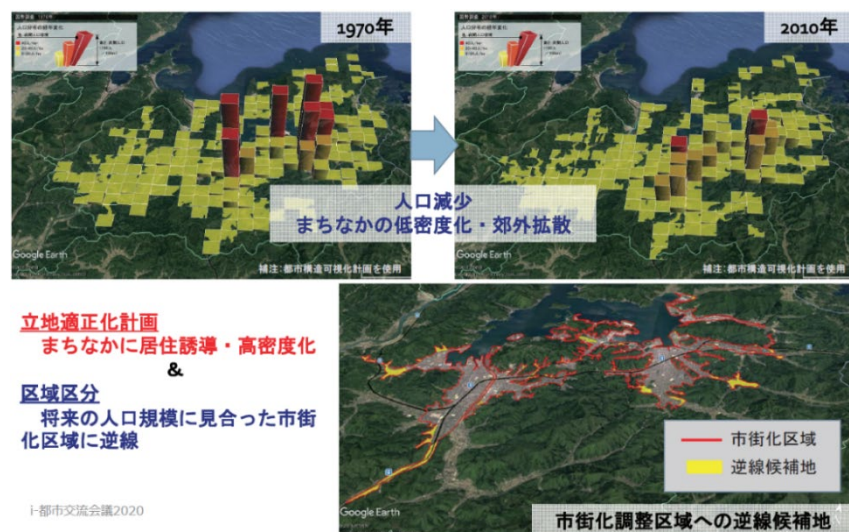 1970年
2010年
人口減少
まちなかの低密度化・郊外拡散
Google Earth
補注：都市構造可視化計画を使用
Google Earth
補注：都市構造可視化計画を使用
立地適正化計画
まちなかに居住誘導・高密度化
&
区域区分
将来の人口規模に見合った市街
化区域に逆線
i-都市交流会議2020
市街化区域
逆線候補地
Google Earth
市街化調整区域への逆線候補地